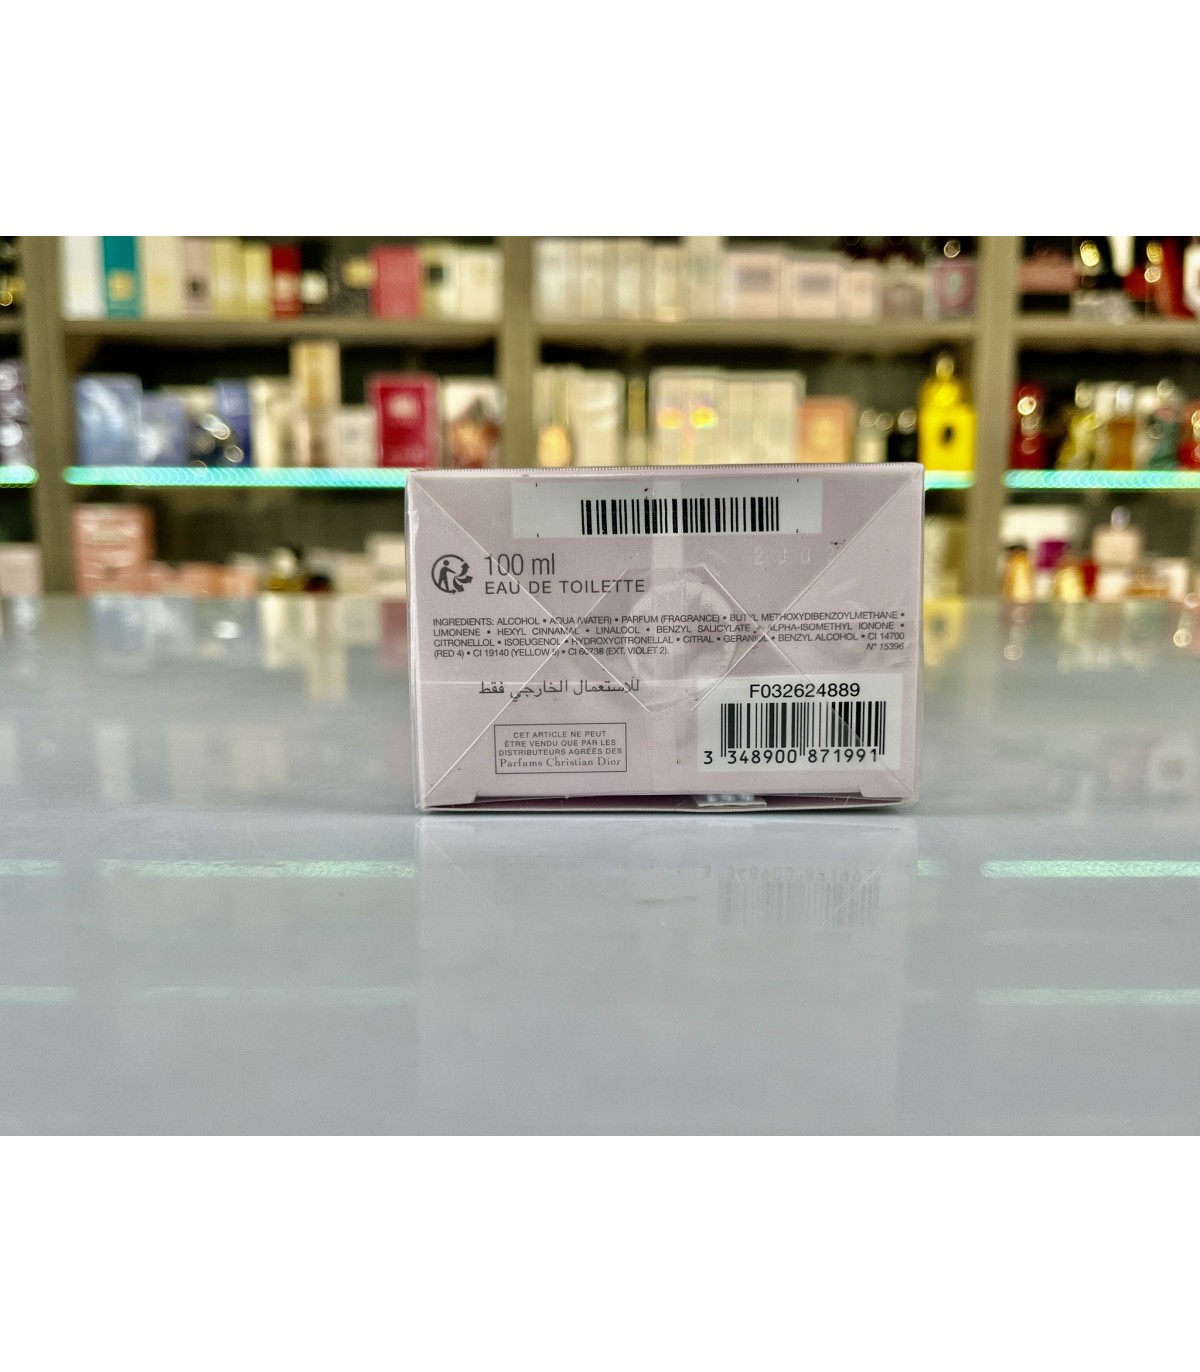 100 ml
EAU DE TOILETTE
INGREDIENTS: ALCOHOL • AQUA (WATER) • PARFUM (FRAGRANCE) • BUTYL METHOXYDIBENZOYLMETHANE •
LIMONENE • HEXYL CINNAMAL • LINALOOL • BENZYL SALICYLATE • ALPHA-ISOMETHYL IONONE •
CITRONELLOL • ISOEUGENOL • HYDROXYCITRONELLAL • CITRAL • GERANIOL • BENZYL ALCOHOL • CI 14700
(RED 4) • CI 19140 (YELLOW 5) • CI 60738 (EXT. VIOLET 2). N° 15396
للاستعمال الخارجي فقط
CET ARTICLE NE PEUT
ÊTRE VENDU QUE PAR LES
DISTRIBUTEURS AGRÉÉS DES
Parfums Christian Dior
F032624889
3 348900 871991